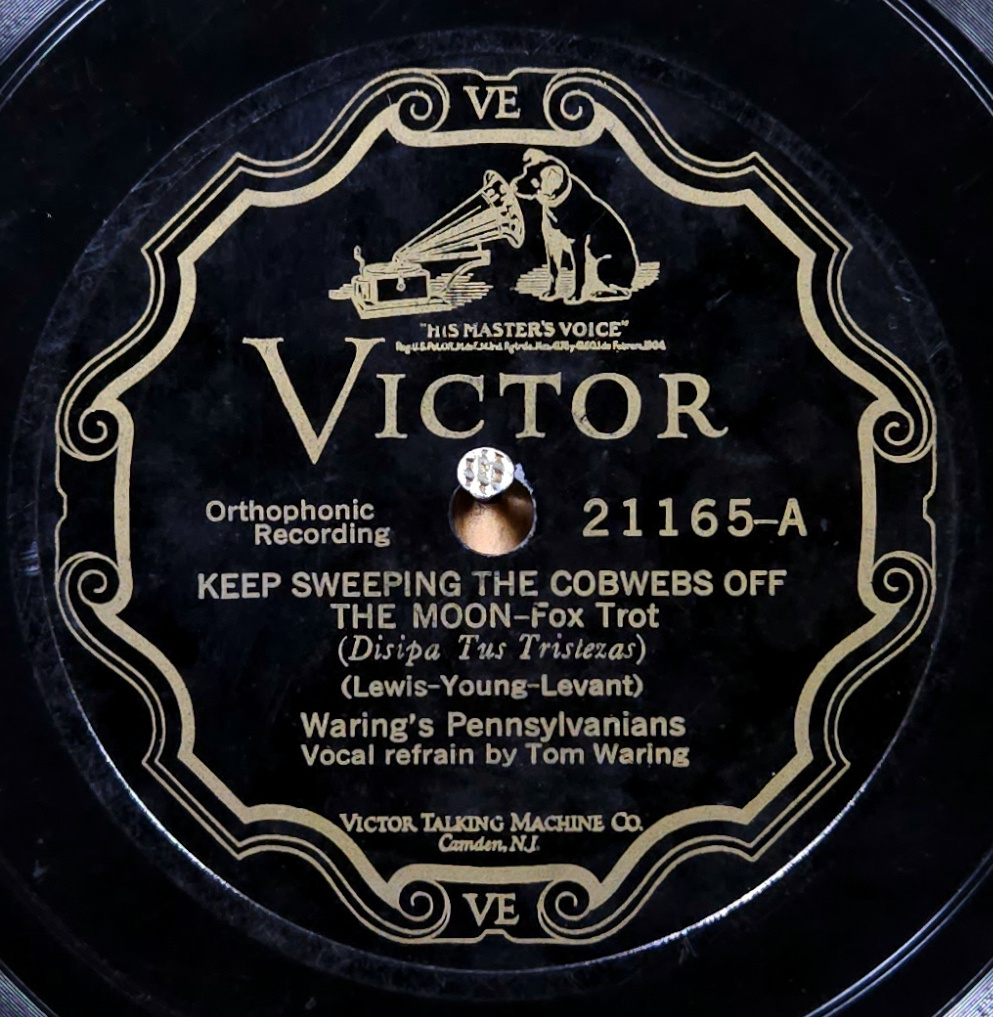 VE
"HIS MASTER'S VOICE"
VICTOR
Orthophonic
Recording
21165-A
KEEP SWEEPING THE COBWEBS OFF
THE MOON-Fox Trot
(Disipa Tus Tristezas)
(Lewis-Young-Levant)
Waring's Pennsylvanians
Vocal refrain by Tom Waring
VICTOR TALKING MACHINE CO.
Camden, N.J.
VE